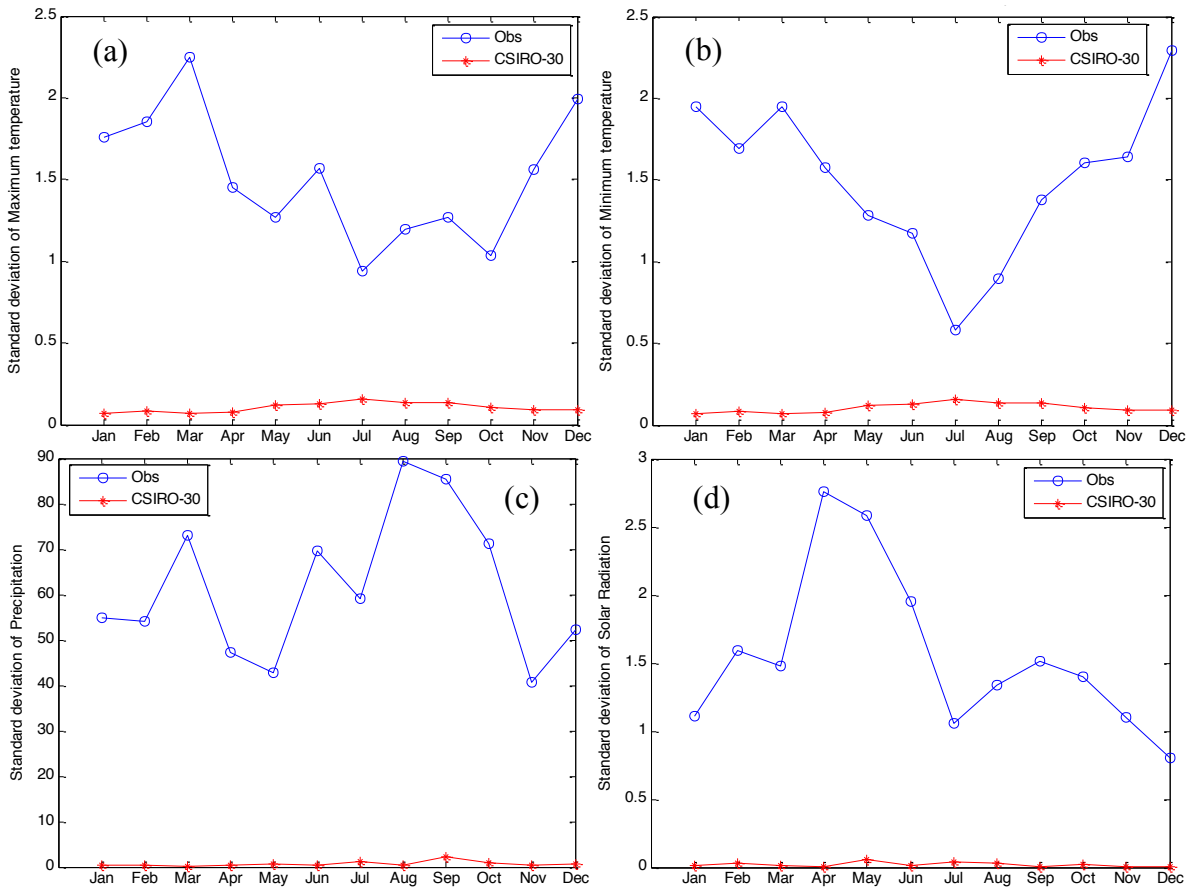 (a)
Obs
CSIRO-30
Standard deviation of Maximum temperature
2.5
2
1.5
1
0.5
0
Jan Feb Mar Apr May Jun Jul Aug Sep Oct Nov Dec
(b)
Obs
CSIRO-30
Standard deviation of Minimum temperature
2.5
2
1.5
1
0.5
0
Jan Feb Mar Apr May Jun Jul Aug Sep Oct Nov Dec
Obs
CSIRO-30
(c)
Standard deviation of Precipitation
90
80
70
60
50
40
30
20
10
0
Jan Feb Mar Apr May Jun Jul Aug Sep Oct Nov Dec
(d)
Obs
CSIRO-30
Standard deviation of Solar Radiation
3
2.5
2
1.5
1
0.5
0
Jan Feb Mar Apr May Jun Jul Aug Sep Oct Nov Dec